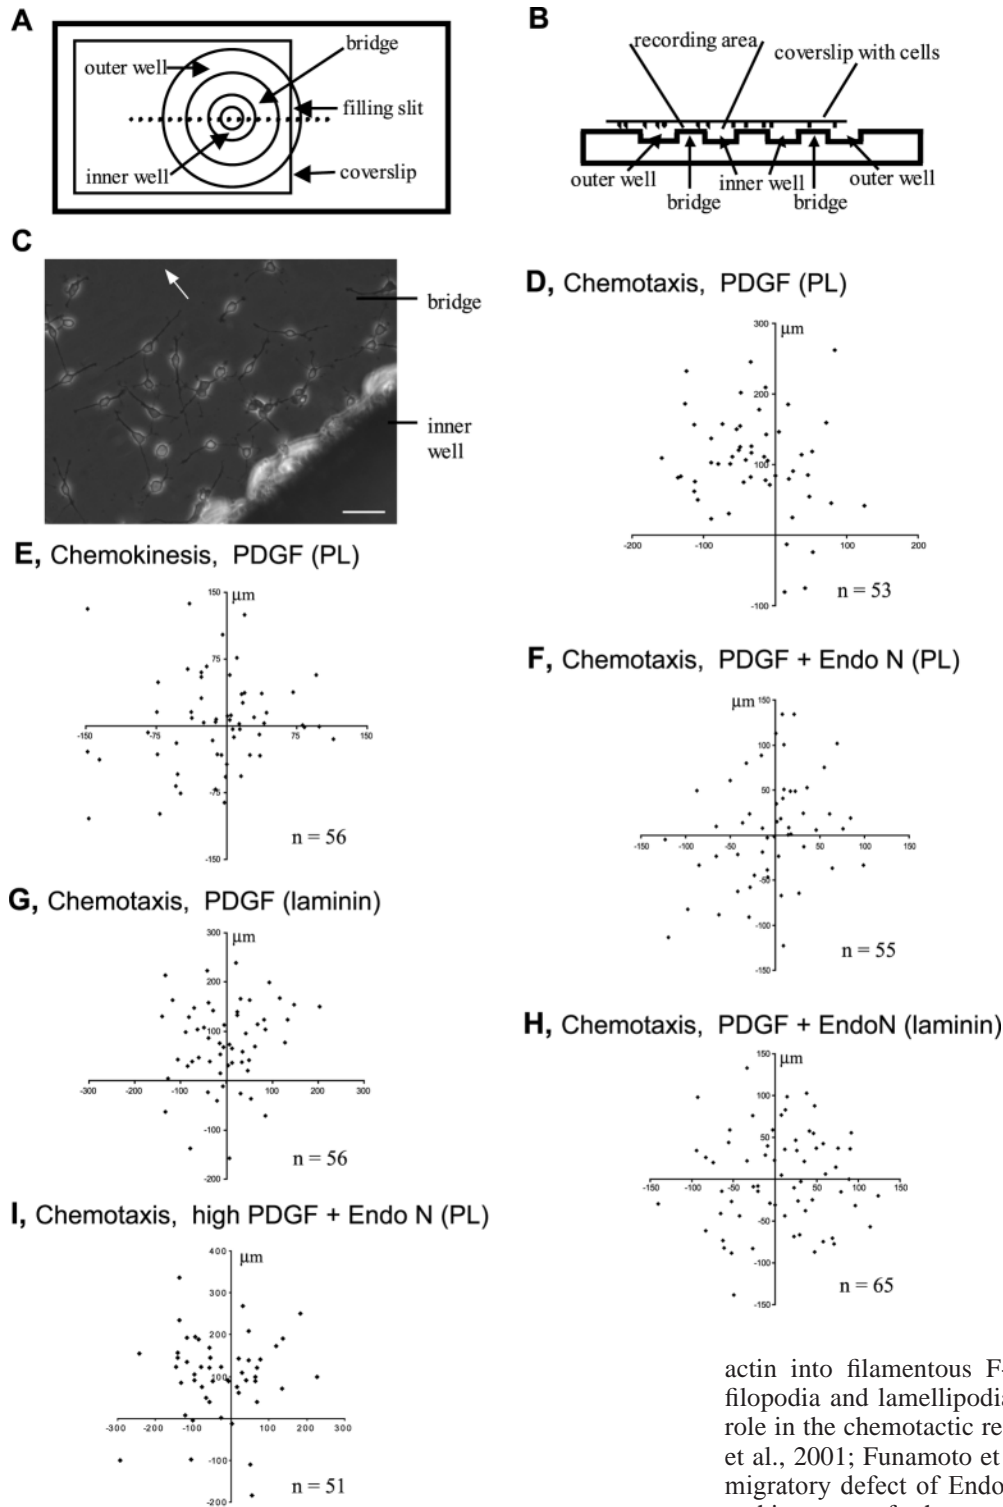 A
bridge
outer well
filling slit
inner well
coverslip
B
recording area
coverslip with cells
outer well
inner well
outer well
bridge
bridge
C
bridge
inner
well
D, Chemotaxis, PDGF (PL)
300
µm
200
100
-200
-100
100
200
-100
n = 53
E, Chemokinesis, PDGF (PL)
150
µm
75
-150
-75
75
150
-75
-150
n = 56
F, Chemotaxis, PDGF + Endo N (PL)
µm
150
100
50
-150
-100
-50
50
100
150
-50
-100
-150
n = 55
G, Chemotaxis, PDGF (laminin)
300
µm
200
100
-300
-200
-100
100
200
300
-100
-200
n = 56
H, Chemotaxis, PDGF + EndoN (laminin)
150
µm
100
50
-150
-100
-50
50
100
150
-50
-100
-150
n = 65
I, Chemotaxis, high PDGF + Endo N (PL)
400
µm
300
200
100
-300
-200
-100
100
200
300
-100
-200
n = 51
actin into filamentous F-
filopodia and lamellipodia
role in the chemotactic re
et al., 2001; Funamoto et
migratory defect of Endo